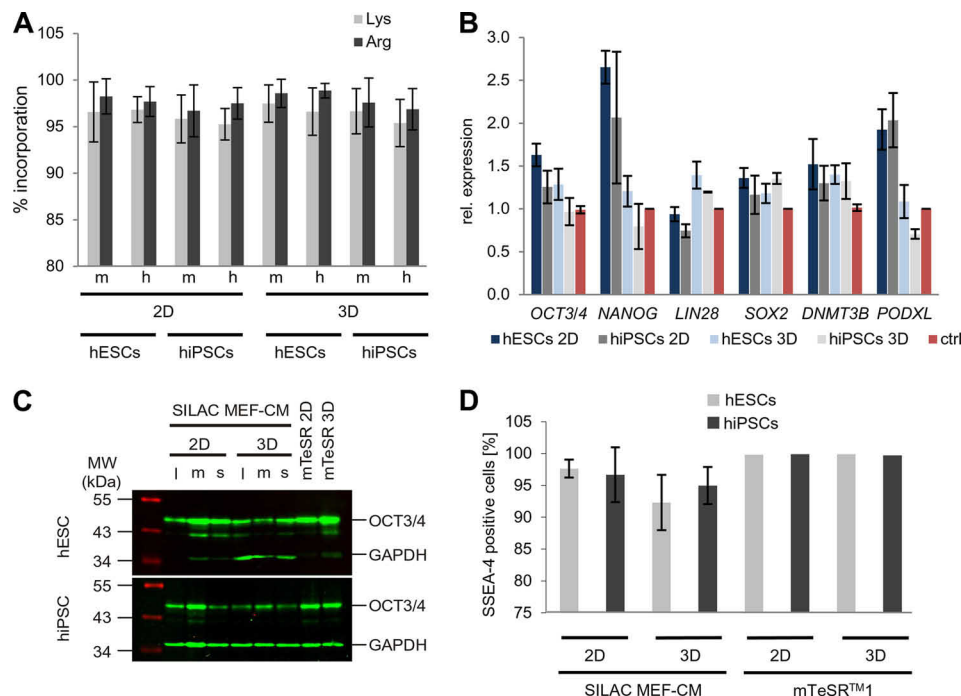 A
Lys
Arg
% incorporation
105
100
95
90
85
80
m h m h m h m h
2D 3D
hESCs hiPSCs hESCs hiPSCs
B
rel. expression
3.0
2.5
2.0
1.5
1.0
0.5
0.0
OCT3/4 NANOG LIN28 SOX2 DNMT3B PODXL
hESCs 2D hiPSCs 2D hESCs 3D hiPSCs 3D ctrl
C
SILAC MEF-CM
mTeSR 2D
mTeSR 3D
2D 3D
MW
(kDa)
l m s l m s
hESC
55
43
34
OCT3/4
GAPDH
hiPSC
55
43
34
OCT3/4
GAPDH
D
hESCs
hiPSCs
SSEA-4 positive cells [%]
105
100
95
90
85
80
75
2D 3D 2D 3D
SILAC MEF-CM mTeSR™1